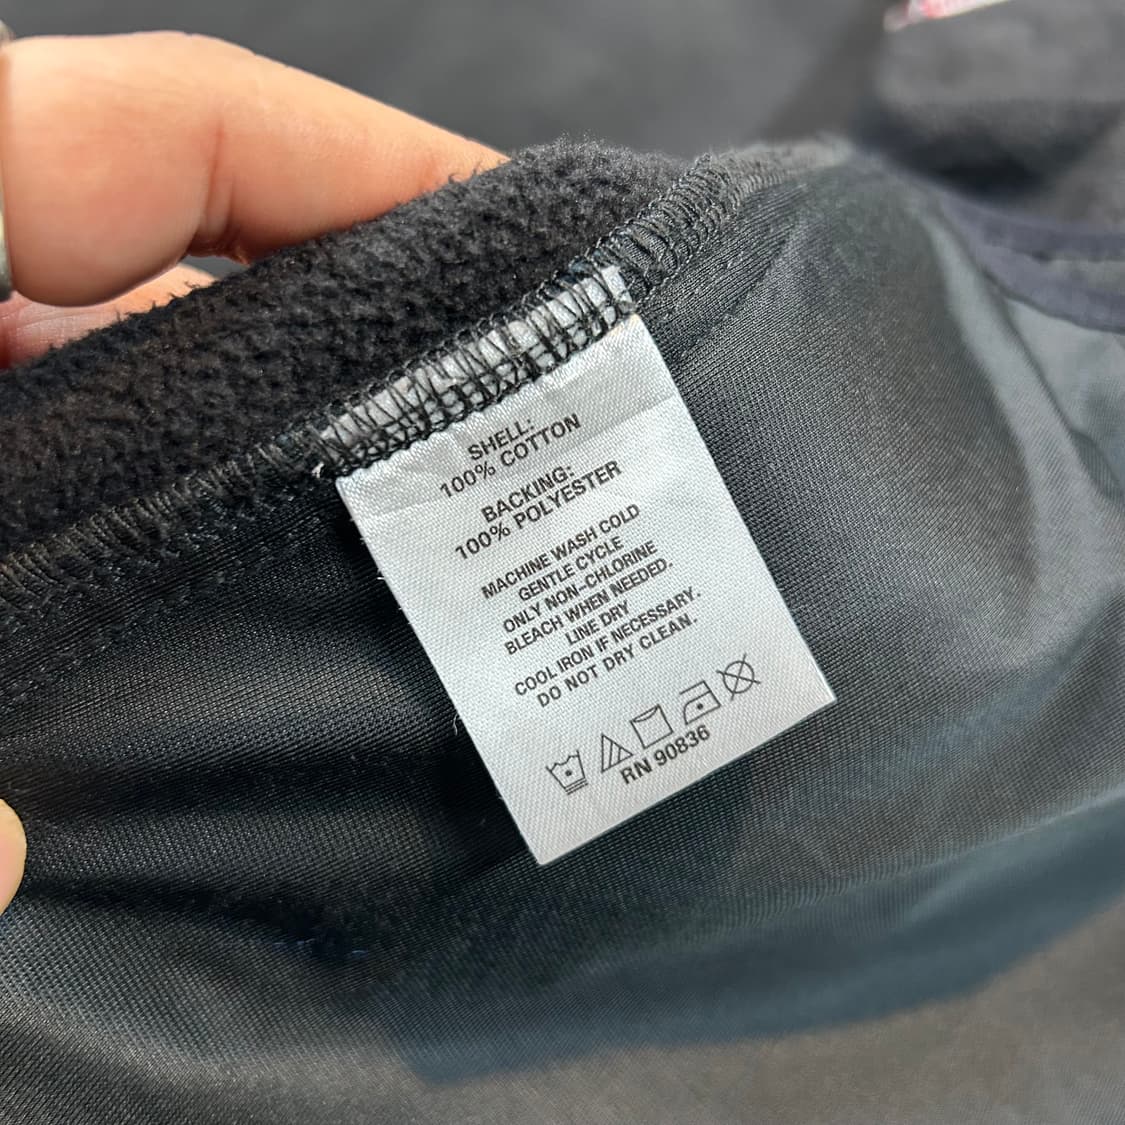 SHELL:
100% COTTON
BACKING:
100% POLYESTER
MACHINE WASH COLD
GENTLE CYCLE
ONLY NON-CHLORINE
BLEACH WHEN NEEDED.
LINE DRY
COOL IRON IF NECESSARY.
DO NOT DRY CLEAN.
RN 90836